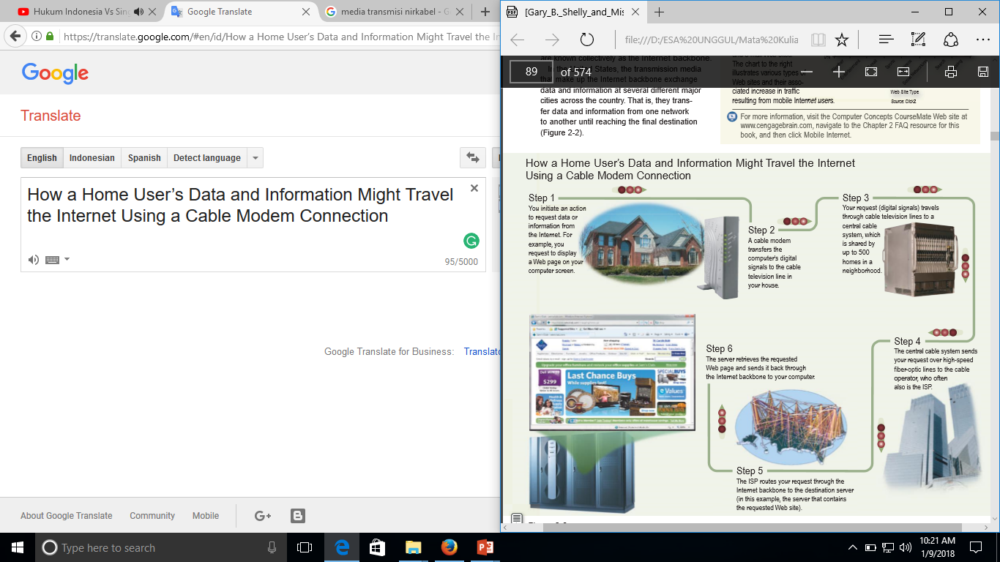 Hukum Indonesia Vs Sing
Google Translate
media transmisi nirkabel - G
https://translate.google.com/#en/id/How a Home User's Data and Information Might Travel the In
Google
Translate
English
Indonesian
Spanish
Detect language
How a Home User's Data and Information Might Travel
the Internet Using a Cable Modem Connection
95/5000
Google Translate for Business:
Translato
About Google Translate
Community
Mobile
G+
PDF
[Gary_B._Shelly_and_Mis
file:///D:/ESA%20UNGGUL/Mata%20Kulia
89
of 574
are known collectively as the Internet backbone.
In the United States, the transmission media
that make up the Internet backbone exchange
data and information at several different major
cities across the country. That is, they trans-
fer data and information from one network
to another until reaching the final destination
(Figure 2-2).
The chart to the right
illustrates various types of
Web sites and their asso-
ciated increase in traffic
resulting from mobile Internet users.
Web Site Type
Source: ClickZ
For more information, visit the Computer Concepts CourseMate Web site at
www.cengagebrain.com, navigate to the Chapter 2 FAQ resource for this
book, and then click Mobile Internet.
How a Home User's Data and Information Might Travel the Internet
Using a Cable Modem Connection
Step 1
You initiate an action
to request data or
information from
the Internet. For
example, you
request to display
a Web page on your
computer screen.
Step 2
A cable modem
transfers the
computer's digital
signals to the cable
television line in
your house.
Step 3
Your request (digital signals) travels
through cable television lines to a
central cable
system, which
is shared by
up to 500
homes in a
neighborhood.
Step 4
The central cable system sends
your request over high-speed
fiber-optic lines to the cable
operator, who often
also is the ISP.
Step 5
The ISP routes your request through the
Internet backbone to the destination server
(in this example, the server that contains
the requested Web site).
Step 6
The server retrieves the requested
Web page and sends it back through
the Internet backbone to your computer.
Last Chance Buys
While supplies last!
$299
SPECIAL BUYS
eValues
Type here to search
10:21 AM
1/9/2018